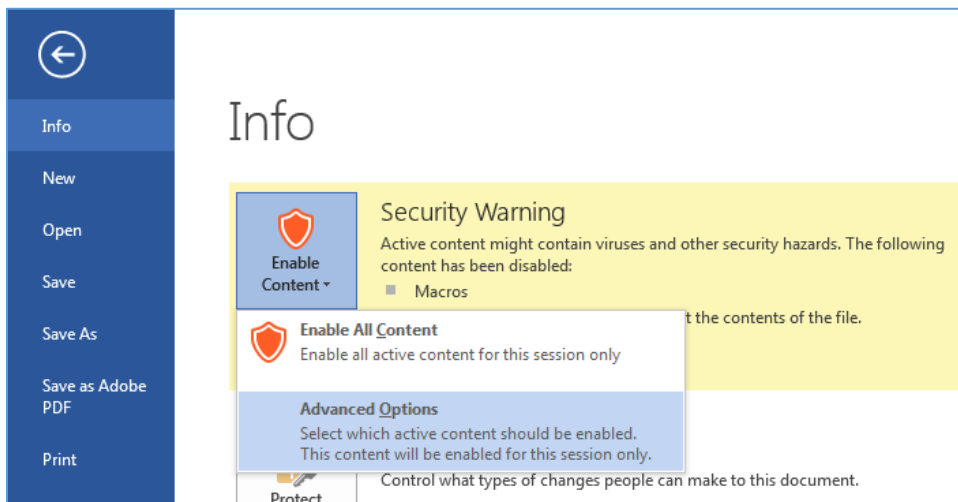 Info
New
Open
Save
Save As
Save as Adobe
PDF
Print
Info
Enable
Content
Security Warning
Active content might contain viruses and other security hazards. The following
content has been disabled:
Macros
t the contents of the file.
Enable All Content
Enable all active content for this session only
Advanced Options
Select which active content should be enabled.
This content will be enabled for this session only.
Protect
Control what types of changes people can make to this document.